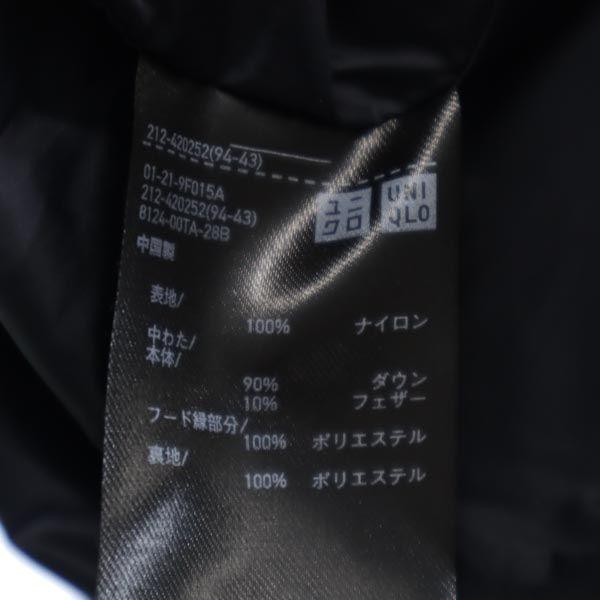 212-420252(94-43)
01-21-9F015A
212-420252(94-43)
8124-00TA-28B
中国製
ユニ
クロ
UNI
QLO
表地/
100% ナイロン
中わた/
本体/
90% ダウン
10% フェザー
フード縁部分/
100% ポリエステル
裏地/
100% ポリエステル